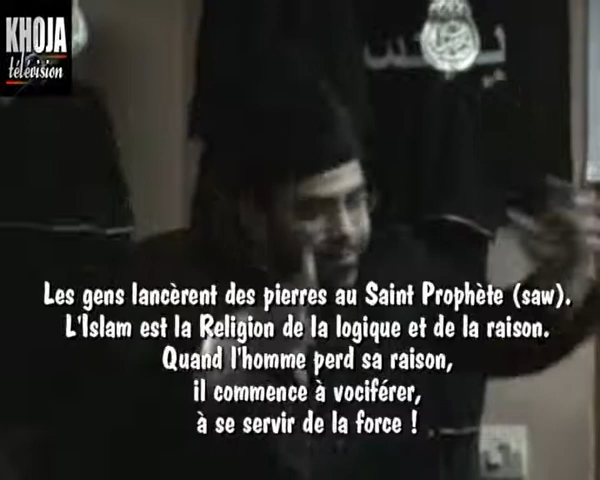 KHOJA
télévision
Les gens lancèrent des pierres au Saint Prophète (saw).
L'Islam est la Religion de la logique et de la raison.
Quand l'homme perd sa raison,
il commence à vociférer,
à se servir de la force !